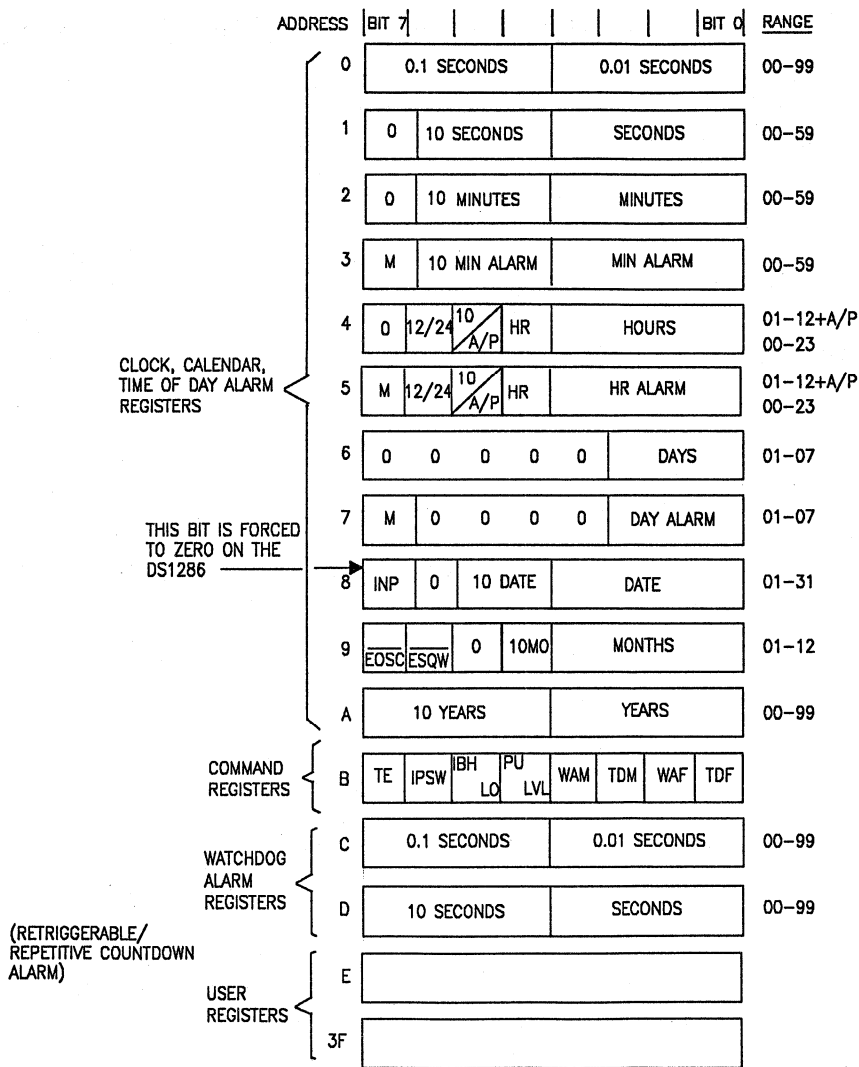 ADDRESS BIT 7 BIT 0 RANGE
0 0.1 SECONDS 0.01 SECONDS 00-99
1 0 10 SECONDS SECONDS 00-59
2 0 10 MINUTES MINUTES 00-59
3 M 10 MIN ALARM MIN ALARM 00-59
4 0 12/24 10 A/P HR HOURS 01-12+A/P
00-23
CLOCK, CALENDAR,
TIME OF DAY ALARM
REGISTERS
5 M 12/24 10 A/P HR HR ALARM 01-12+A/P
00-23
6 0 0 0 0 0 DAYS 01-07
7 M 0 0 0 0 DAY ALARM 01-07
THIS BIT IS FORCED
TO ZERO ON THE
DS1286
8 INP 0 10 DATE DATE 01-31
9 EOSC ESQW 0 10MO MONTHS 01-12
A 10 YEARS YEARS 00-99
COMMAND
REGISTERS
B TE IPSW IBH LO PU LVL WAM TDM WAF TDF
C 0.1 SECONDS 0.01 SECONDS 00-99
WATCHDOG
ALARM
REGISTERS
D 10 SECONDS SECONDS 00-99
(RETRIGGERABLE/
REPETITIVE COUNTDOWN
ALARM)
E
USER
REGISTERS
3F